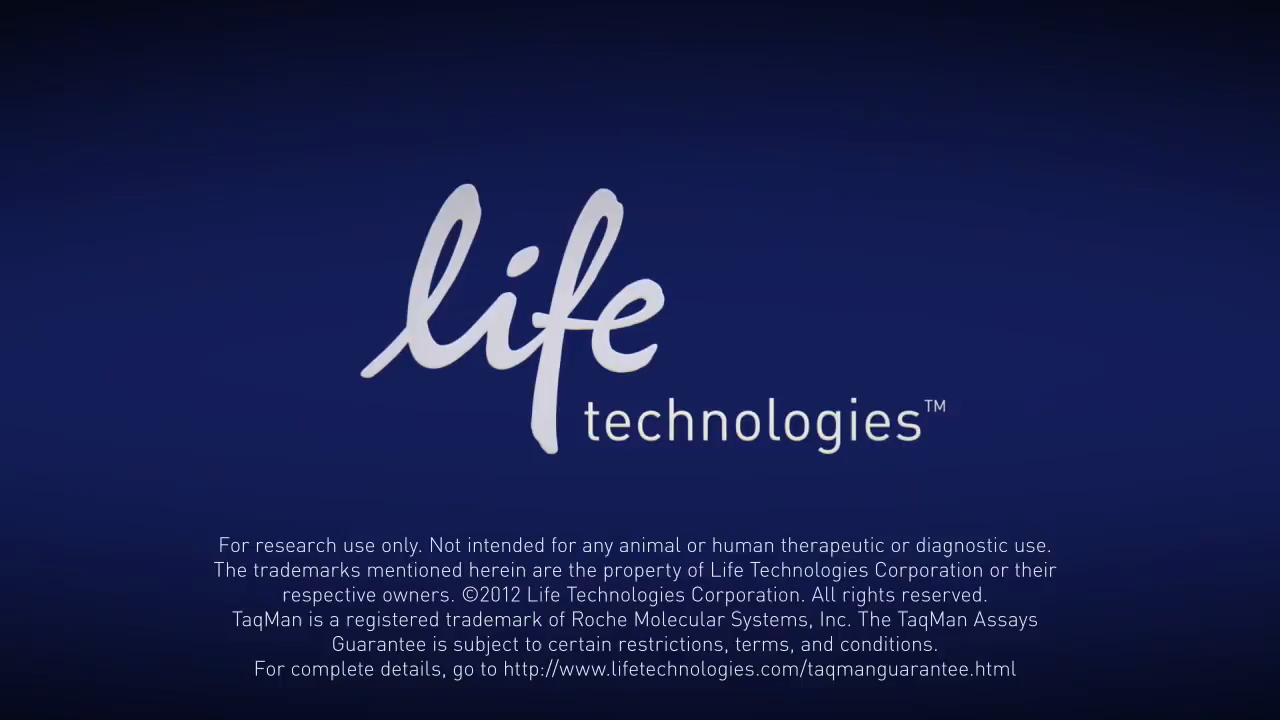 life
technologies™
For research use only. Not intended for any animal or human therapeutic or diagnostic use.
The trademarks mentioned herein are the property of Life Technologies Corporation or their
respective owners. ©2012 Life Technologies Corporation. All rights reserved.
TaqMan is a registered trademark of Roche Molecular Systems, Inc. The TaqMan Assays
Guarantee is subject to certain restrictions, terms, and conditions.
For complete details, go to http://www.lifetechnologies.com/taqmanguarantee.html